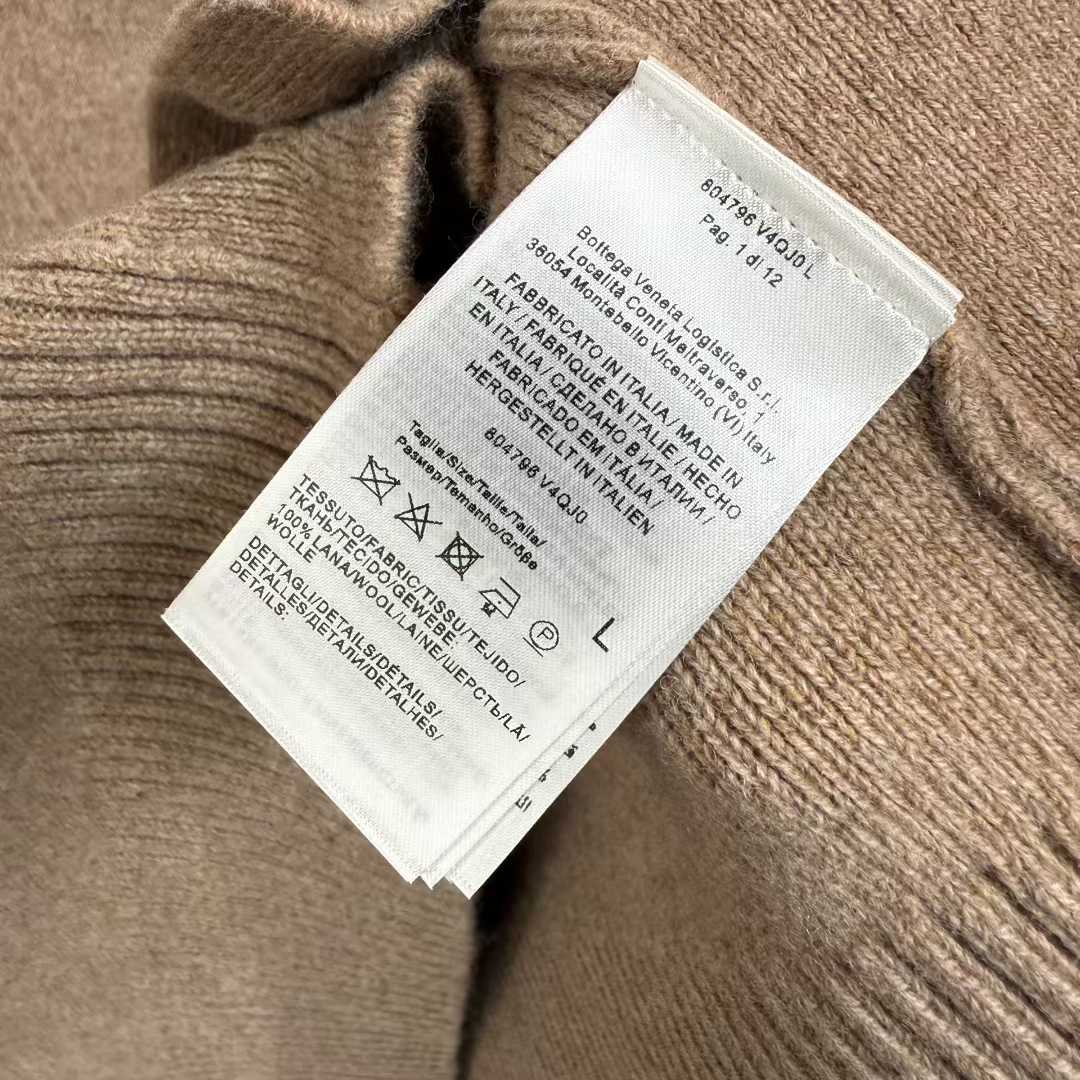 804796 V4QJ0 L
Pag. 1 di 12
Bottega Veneta Logistica S.r.l.
Località Conti Meltraverso, 1
36054 Montebello Vicentino (VI) Italy
FABBRICATO IN ITALIA / MADE IN
ITALY / FABRIQUÉ EN ITALIE / HECHO
EN ITALIA / СДЕЛАНО В ИТАЛИИ /
FABRICADO EM ITALIA /
HERGESTELLT IN ITALIEN
804796 V4QJ0
Taglia/Size/Taille/Talla/
Размер/Temanho/Größe
L
P
TESSUTO/FABRIC/TISSU/TEJIDO/
ТКАНЬ/TECIDO/GEWEBE:
100% LANA/WOOL/LAINE/ШЕРСТЬ/LÃ/
WOLLE
DETTAGLI/DETAILS/DÉTAILS/
DETALLES/ДЕТАЛИ/DETALHES/
DETAILS: